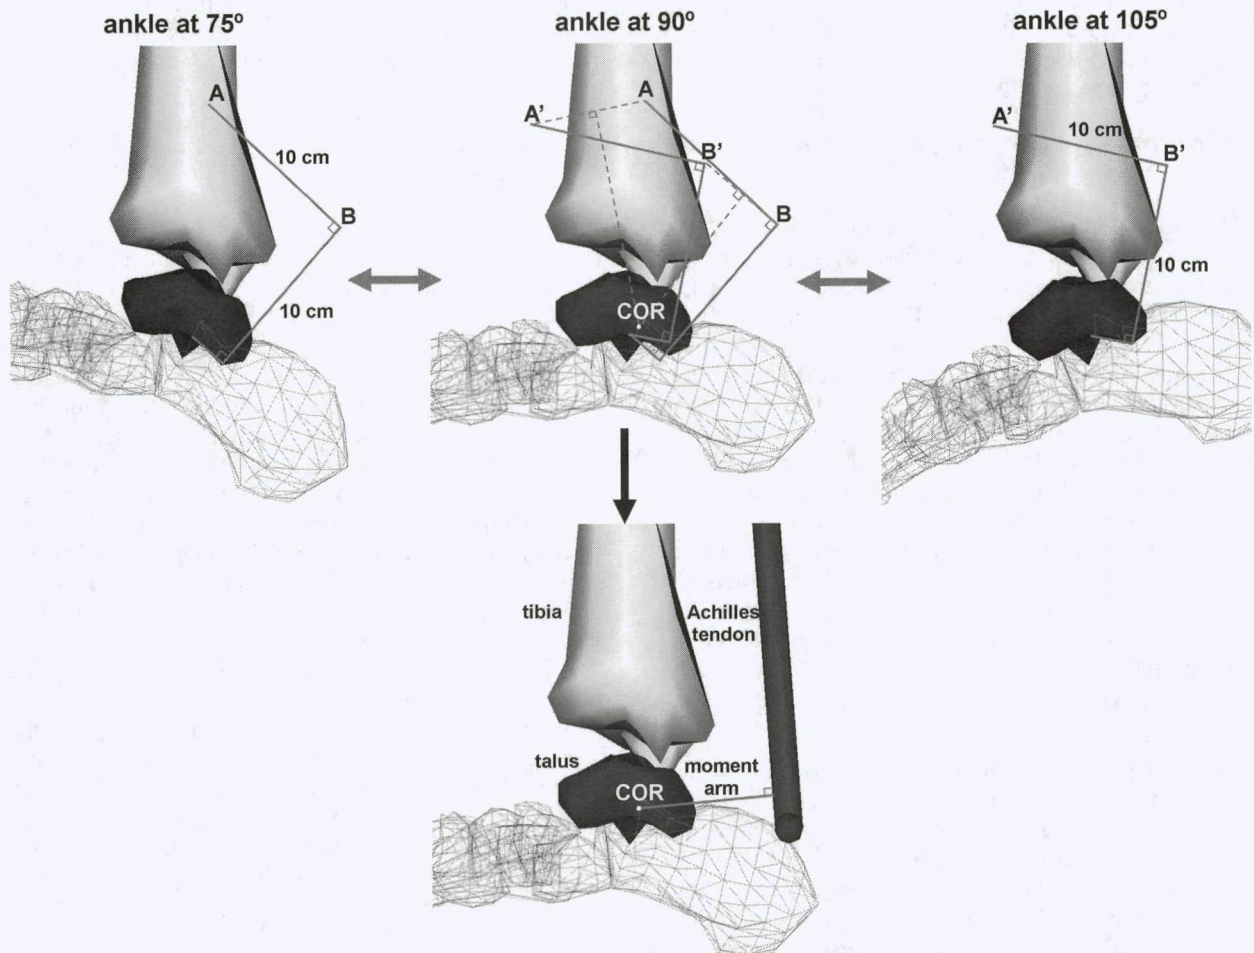 ankle at 75º
ankle at 90º
ankle at 105º
A
10 cm
B
10 cm
A'
A
B'
B
COR
A'
10 cm
B'
10 cm
tibia
Achilles
tendon
talus
COR
moment
arm